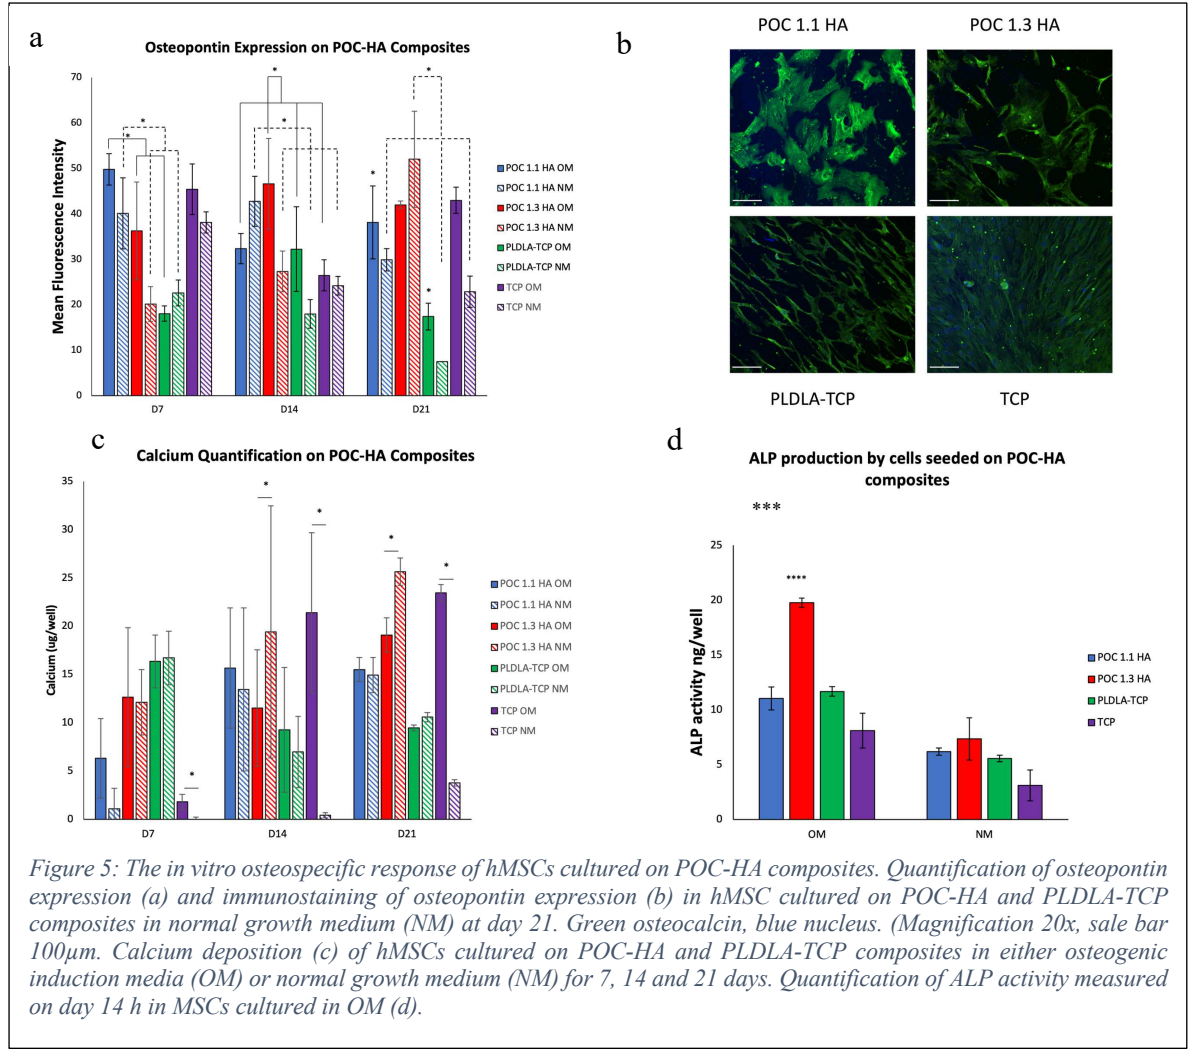 a
Osteopontin Expression on POC-HA Composites
Mean Fluorescence Intensity
70
60
50
40
30
20
10
0
* * * * * * *
D7 D14 D21
POC 1.1 HA OM
POC 1.1 HA NM
POC 1.3 HA OM
POC 1.3 HA NM
PLDLA-TCP OM
PLDLA-TCP NM
TCP OM
TCP NM
b
POC 1.1 HA POC 1.3 HA
PLDLA-TCP TCP
c
Calcium Quantification on POC-HA Composites
Calcium (ug/well)
35
30
25
20
15
10
5
0
* * * * *
D7 D14 D21
POC 1.1 HA OM
POC 1.1 HA NM
POC 1.3 HA OM
POC 1.3 HA NM
PLDLA-TCP OM
PLDLA-TCP NM
TCP OM
TCP NM
d
ALP production by cells seeded on POC-HA
composites
***
ALP activity ng/well
25
20
15
10
5
0
****
OM NM
POC 1.1 HA
POC 1.3 HA
PLDLA-TCP
TCP
Figure 5: The in vitro osteospecific response of hMSCs cultured on POC-HA composites. Quantification of osteopontin
expression (a) and immunostaining of osteopontin expression (b) in hMSC cultured on POC-HA and PLDLA-TCP
composites in normal growth medium (NM) at day 21. Green osteocalcin, blue nucleus. (Magnification 20x, sale bar
100μm. Calcium deposition (c) of hMSCs cultured on POC-HA and PLDLA-TCP composites in either osteogenic
induction media (OM) or normal growth medium (NM) for 7, 14 and 21 days. Quantification of ALP activity measured
on day 14 h in MSCs cultured in OM (d).